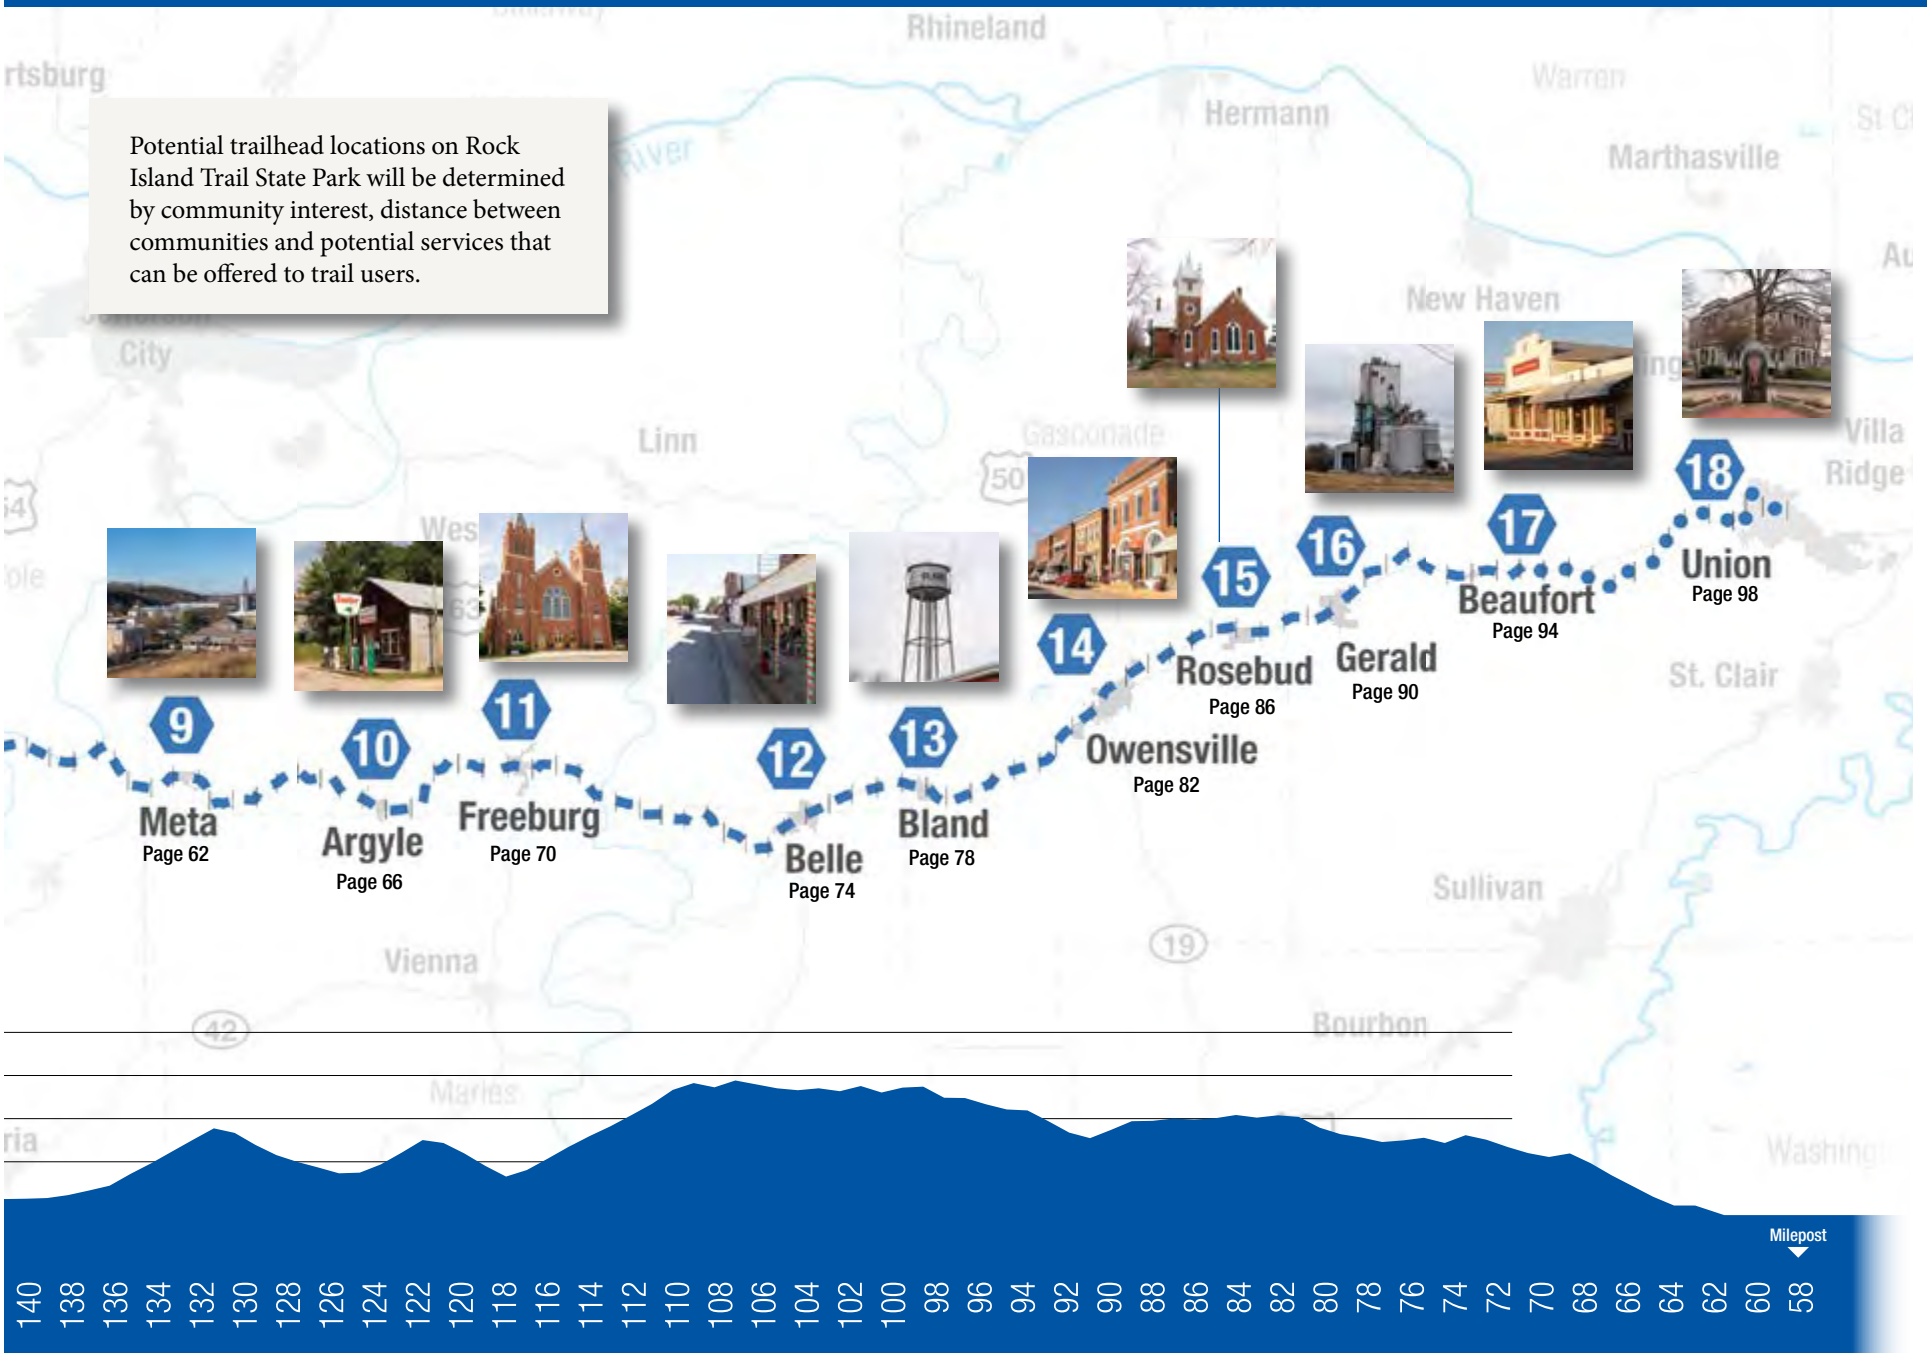 Rhineland
rtsburg
Warren
Hermann
Potential trailhead locations on Rock
Island Trail State Park will be determined
by community interest, distance between
communities and potential services that
can be offered to trail users.
River
Marthasville
New Haven
City
Linn
Gasconade
50
Villa
Ridge
63
18
17
16
15
14
Union
Page 98
Beaufort
Page 94
Gerald
Page 90
Rosebud
Page 86
St. Clair
9
10
11
12
13
Owensville
Page 82
Meta
Page 62
Argyle
Page 66
Freeburg
Page 70
Belle
Page 74
Bland
Page 78
Sullivan
Vienna
19
42
Bourbon
Maries
ria
Washing
Milepost
140 138 136 134 132 130 128 126 124 122 120 118 116 114 112 110 108 106 104 102 100 98 96 94 92 90 88 86 84 82 80 78 76 74 72 70 68 66 64 62 60 58